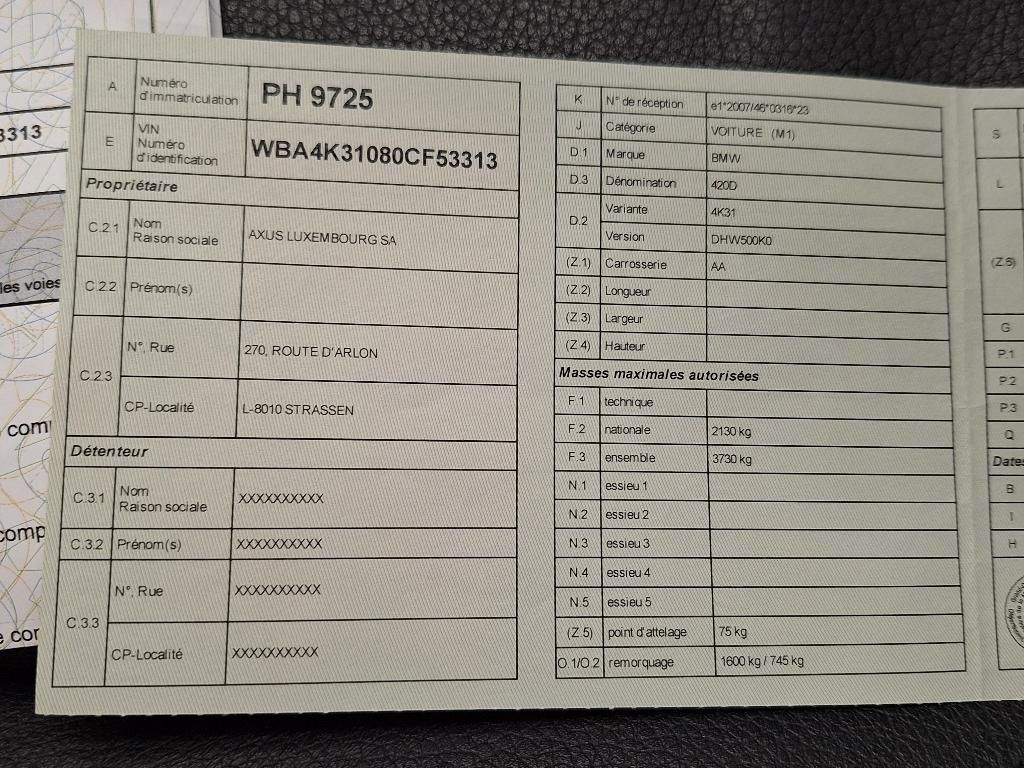 3313
les voies
com
comp
e cor
A Numéro d'immatriculation PH 9725
E VIN Numéro d'identification WBA4K31080CF53313
Propriétaire
C.2.1 Nom Raison sociale AXUS LUXEMBOURG SA
C.2.2 Prénom(s)
C.2.3 N°, Rue 270, ROUTE D'ARLON
CP-Localité L-8010 STRASSEN
Détenteur
C.3.1 Nom Raison sociale XXXXXXXXXX
C.3.2 Prénom(s) XXXXXXXXXX
C.3.3 N°, Rue XXXXXXXXXX
CP-Localité XXXXXXXXXX
K N° de réception e1*2007/46*0316*23
J Catégorie VOITURE (M1)
D.1 Marque BMW
D.3 Dénomination 420D
D.2 Variante 4K31
Version DHW500K0
(Z.1) Carrosserie AA
(Z.2) Longueur
(Z.3) Largeur
(Z.4) Hauteur
Masses maximales autorisées
F.1 technique
F.2 nationale 2130 kg
F.3 ensemble 3730 kg
N.1 essieu 1
N.2 essieu 2
N.3 essieu 3
N.4 essieu 4
N.5 essieu 5
(Z.5) point d'attelage 75 kg
O.1/O.2 remorquage 1600 kg / 745 kg
S
L
(Z.6)
G
P.1
P.2
P.3
Q
Dates
B
I
H